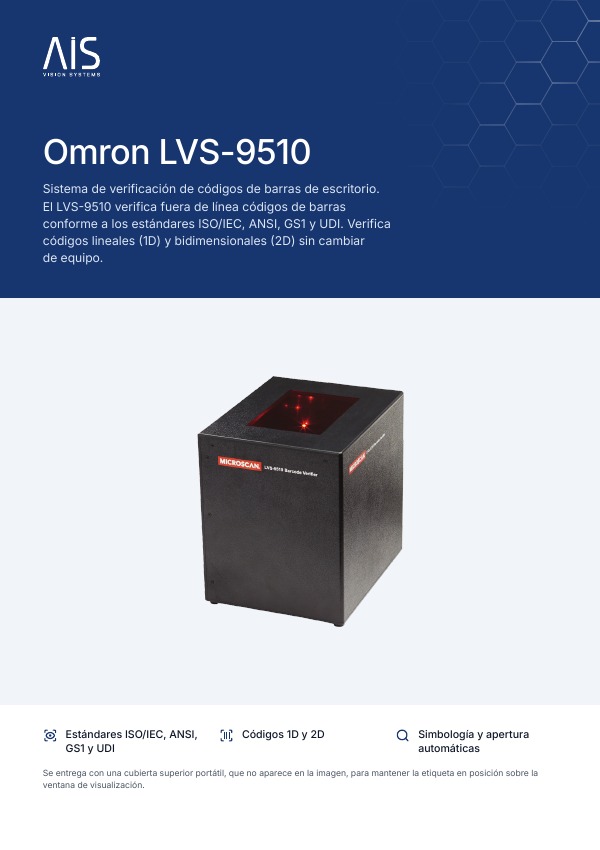 AIS
VISION SYSTEMS
Omron LVS-9510
Sistema de verificación de códigos de barras de escritorio.
El LVS-9510 verifica fuera de línea códigos de barras
conforme a los estándares ISO/IEC, ANSI, GS1 y UDI. Verifica
códigos lineales (1D) y bidimensionales (2D) sin cambiar
de equipo.
MICROSCAN. LVS-9510 Barcode Verifier
Estándares ISO/IEC, ANSI,
GS1 y UDI
Códigos 1D y 2D
Simbología y apertura
automáticas
Se entrega con una cubierta superior portátil, que no aparece en la imagen, para mantener la etiqueta en posición sobre la
ventana de visualización.